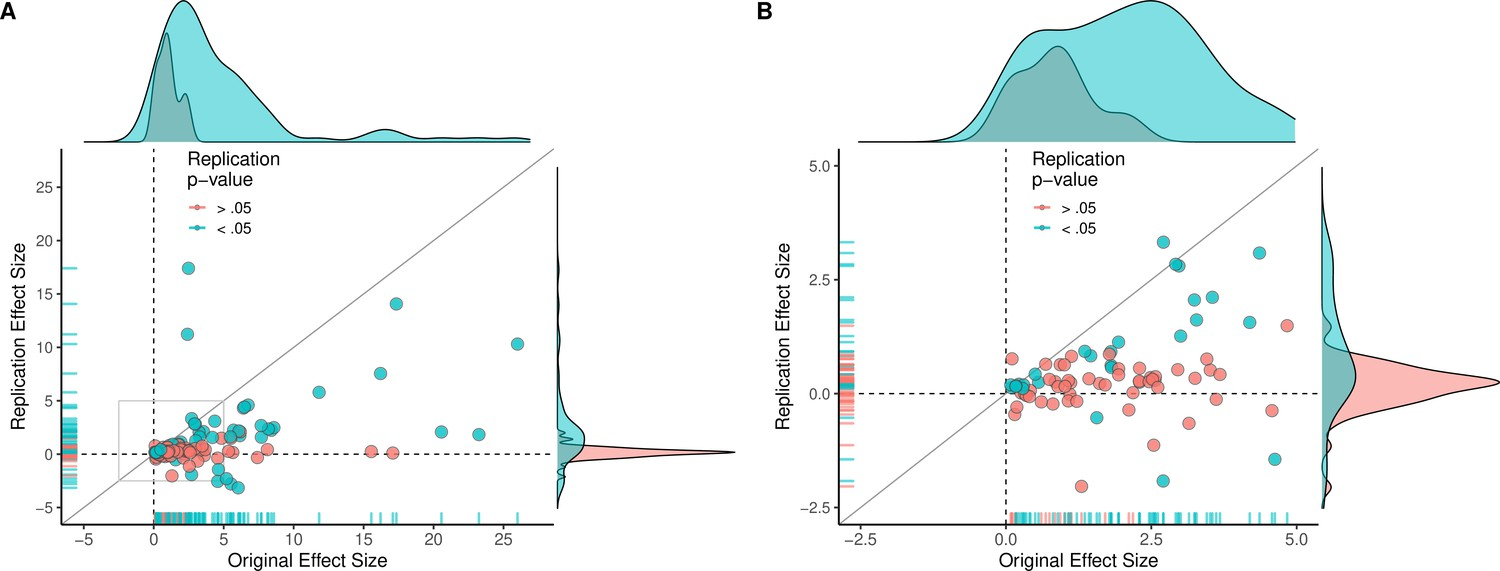 A
Replication
p−value
> .05
< .05
25
20
15
10
5
0
−5
Replication Effect Size
−5 0 5 10 15 20 25
Original Effect Size
B
Replication
p−value
> .05
< .05
5.0
2.5
0.0
−2.5
Replication Effect Size
−2.5 0.0 2.5 5.0
Original Effect Size